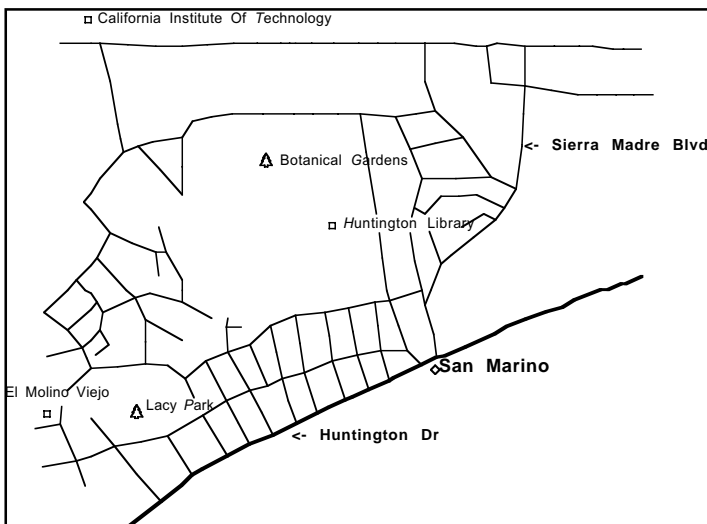 California Institute Of Technology
<- Sierra Madre Blvd
Botanical Gardens
Huntington Library
San Marino
El Molino Viejo
Lacy Park
<- Huntington Dr